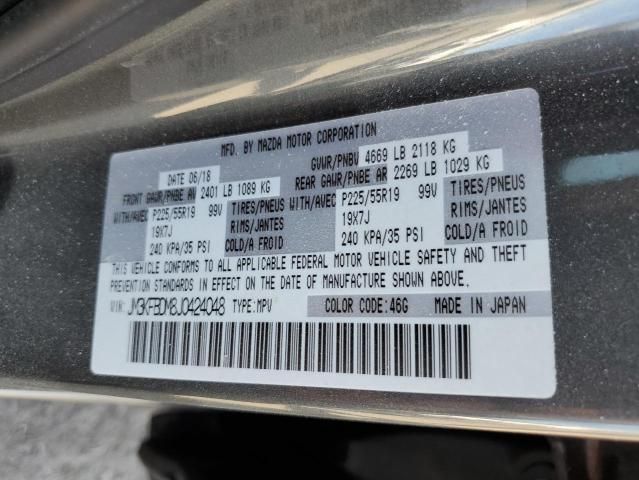 MFD. BY MAZDA MOTOR CORPORATION
DATE 06/18 GVWR/PNBV 4669 LB 2118 KG
FRONT GAWR/PNBE AV 2401 LB 1089 KG REAR GAWR/PNBE AR 2269 LB 1029 KG
WITH/AVEC P225/55R19 99V TIRES/PNEUS WITH/AVEC P225/55R19 99V TIRES/PNEUS
19X7J RIMS/JANTES 19X7J RIMS/JANTES
240 KPA/35 PSI COLD/A FROID 240 KPA/35 PSI COLD/A FROID
THIS VEHICLE CONFORMS TO ALL APPLICABLE FEDERAL MOTOR VEHICLE SAFETY AND THEFT
PREVENTION STANDARDS IN EFFECT ON THE DATE OF MANUFACTURE SHOWN ABOVE.
VIN: JM3KFBDM8J0424048 TYPE: MPV COLOR CODE: 46G MADE IN JAPAN